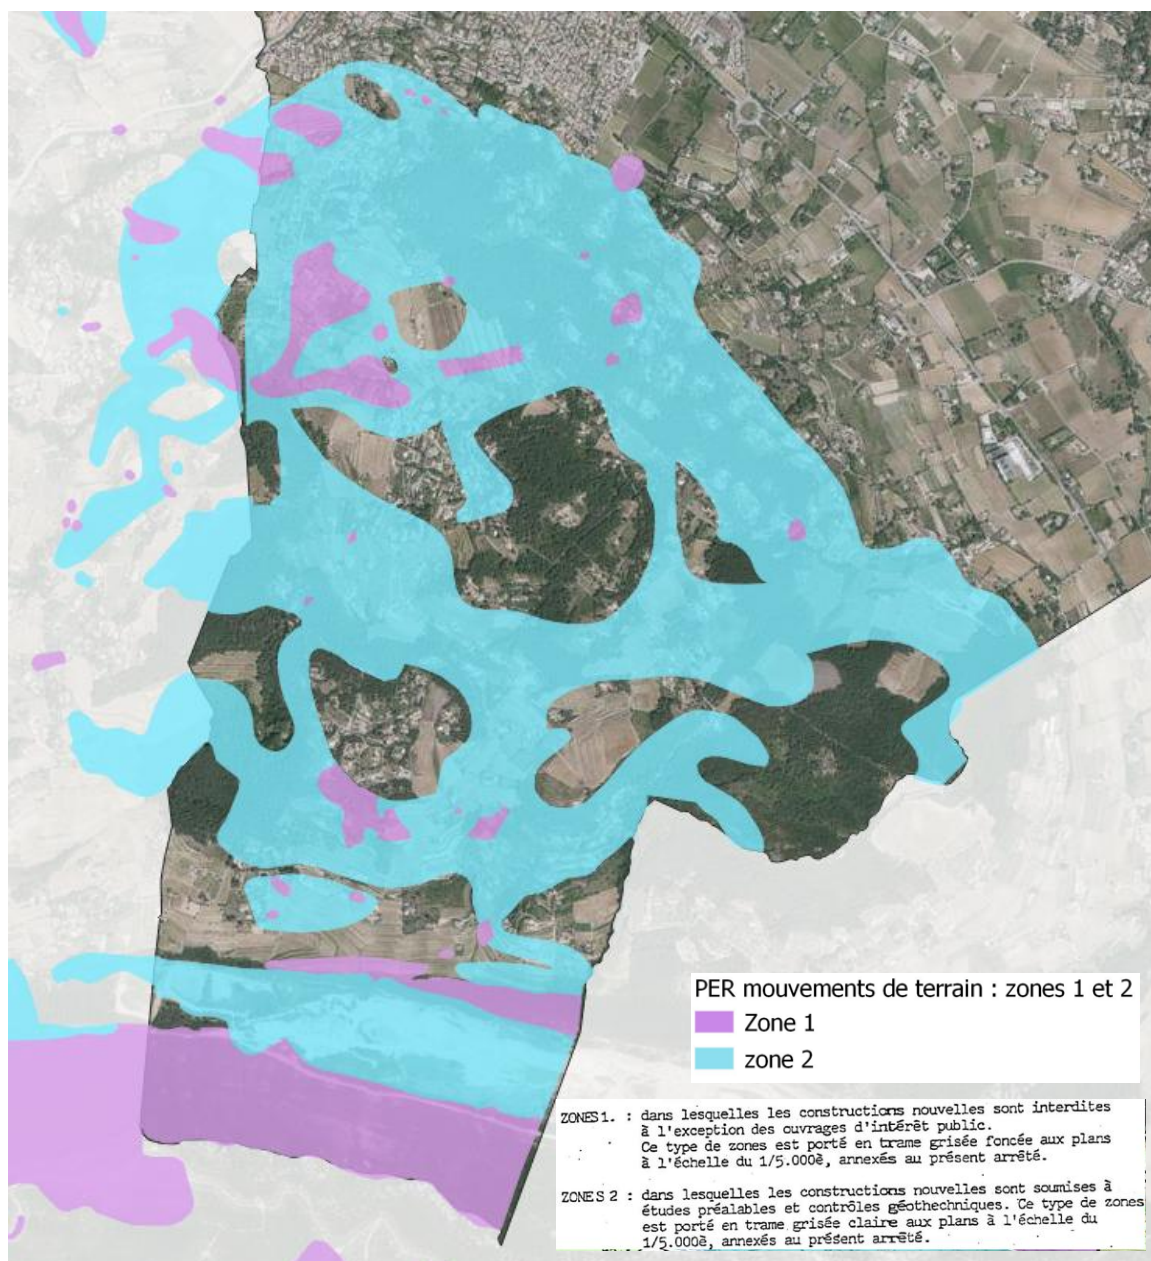 PER mouvements de terrain : zones 1 et 2
Zone 1
zone 2
ZONES 1. : dans lesquelles les constructions nouvelles sont interdites
à l'exception des ouvrages d'intérêt public.
Ce type de zones est porté en trame grisée foncée aux plans
à l'échelle du 1/5.000è, annexés au présent arrêté.
ZONES 2 : dans lesquelles les constructions nouvelles sont soumises à
études préalables et contrôles géotechniques. Ce type de zones
est porté en trame grisée claire aux plans à l'échelle du
1/5.000è, annexés au présent arrêté.